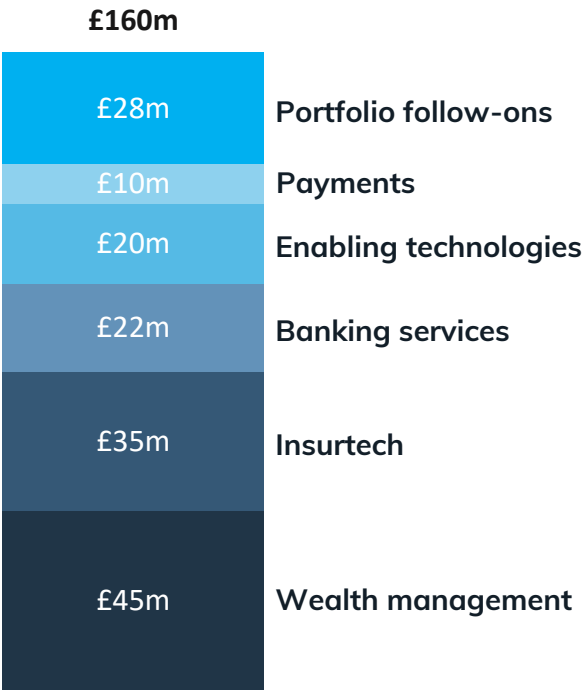 £160m
£28m Portfolio follow-ons
£10m Payments
£20m Enabling technologies
£22m Banking services
£35m Insurtech
£45m Wealth management